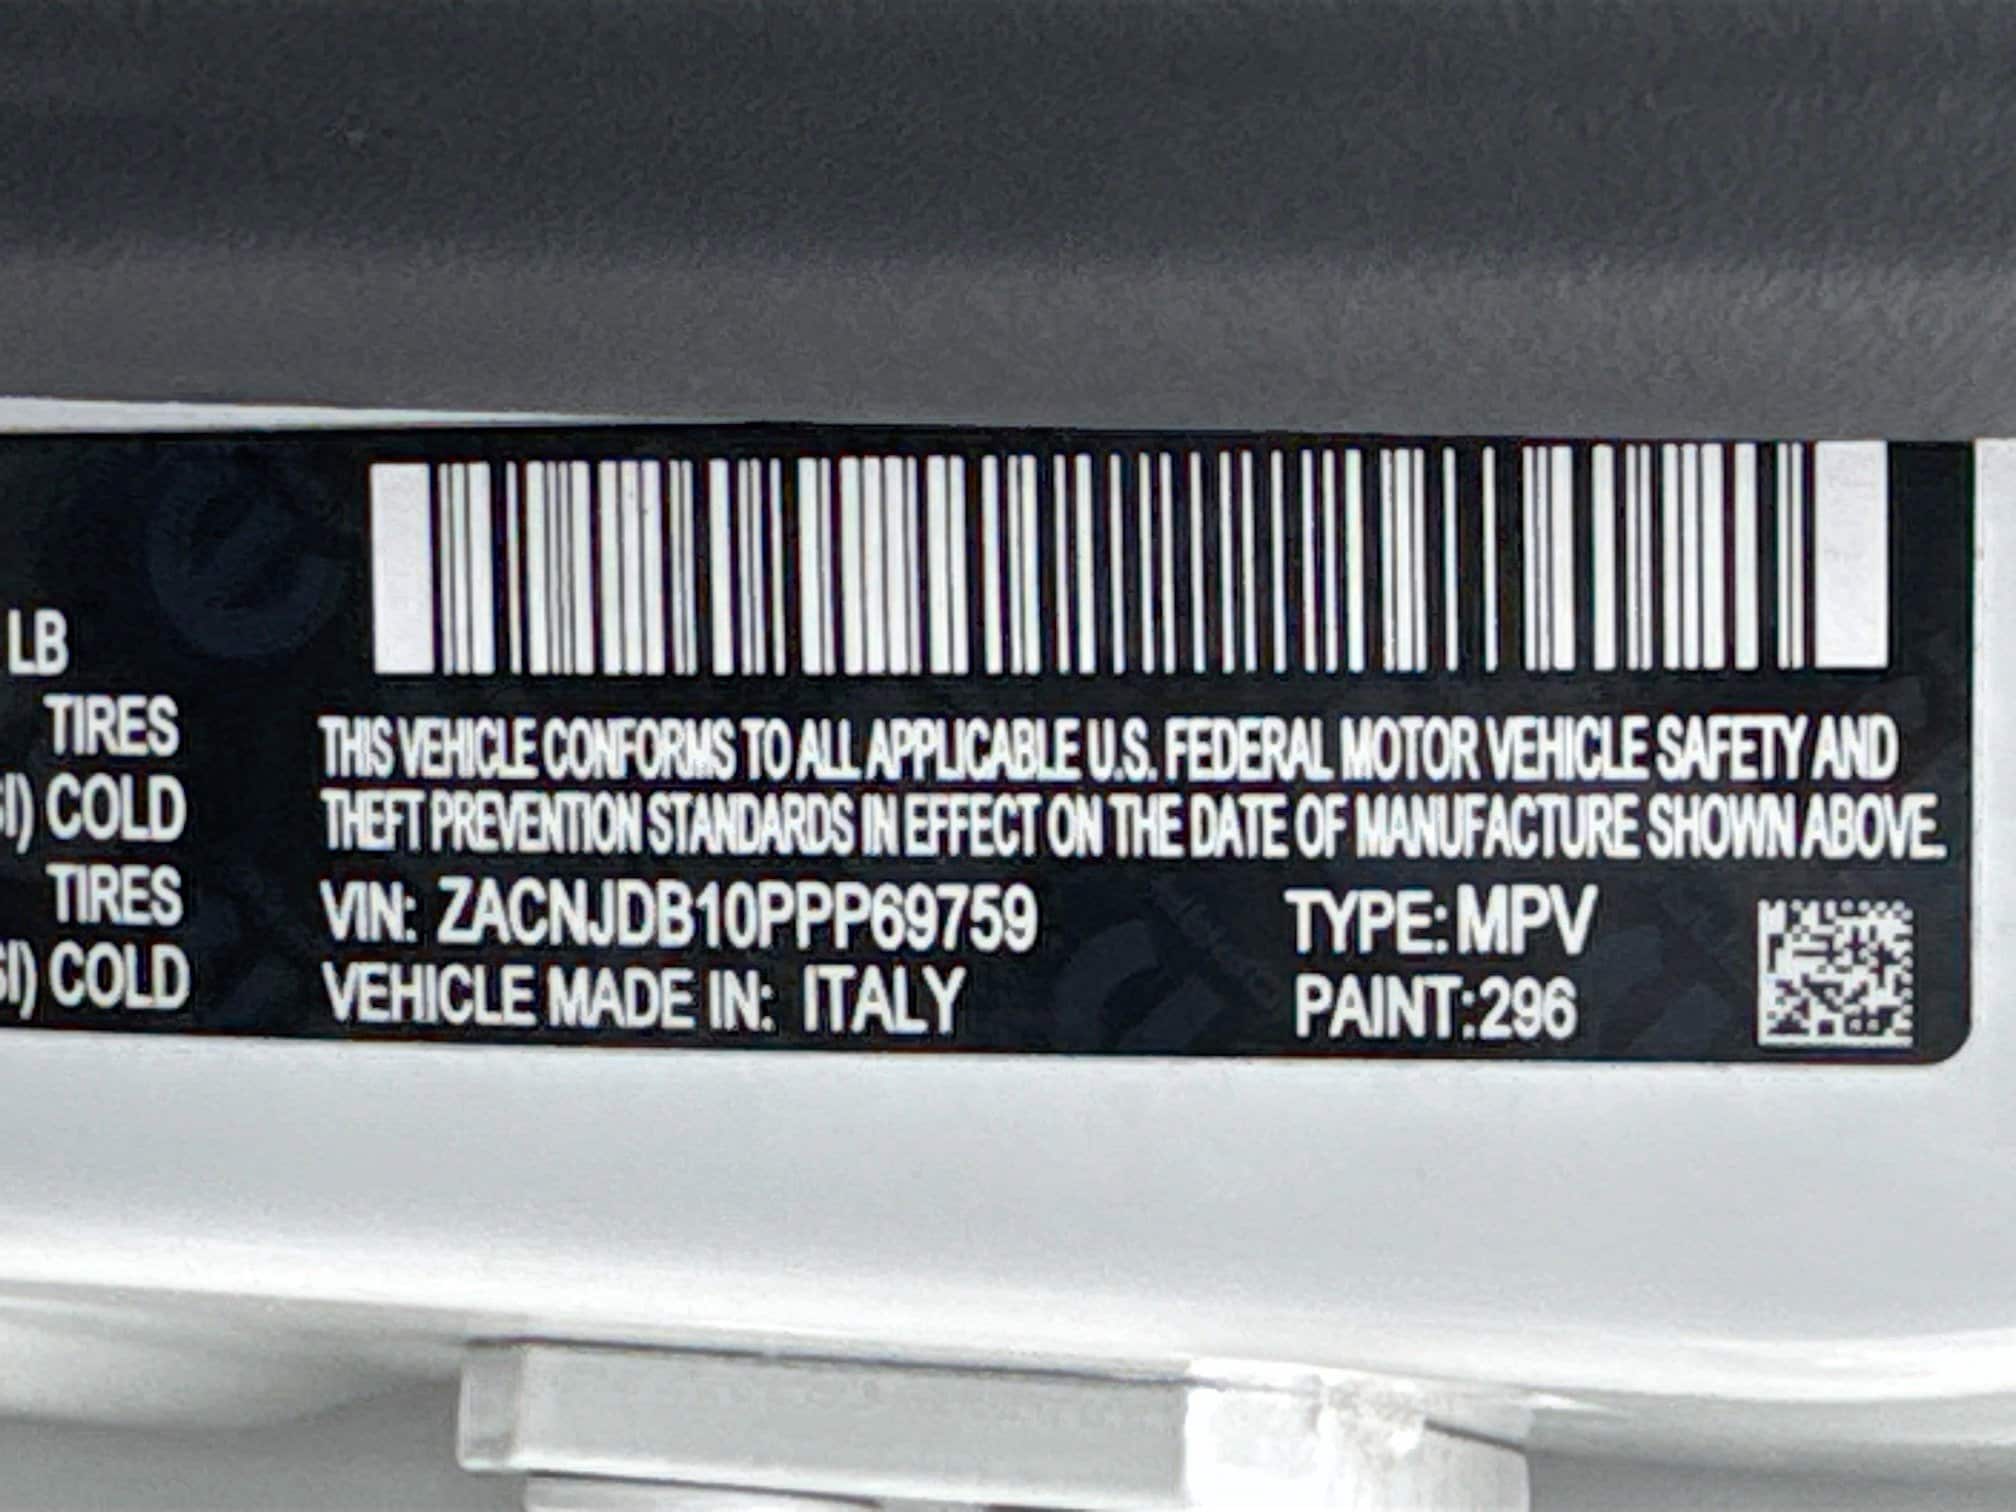 LB
TIRES
SI) COLD
TIRES
SI) COLD
THIS VEHICLE CONFORMS TO ALL APPLICABLE U.S. FEDERAL MOTOR VEHICLE SAFETY AND
THEFT PREVENTION STANDARDS IN EFFECT ON THE DATE OF MANUFACTURE SHOWN ABOVE.
VIN: ZACNJDB10PPP69759 TYPE: MPV
VEHICLE MADE IN: ITALY PAINT:296